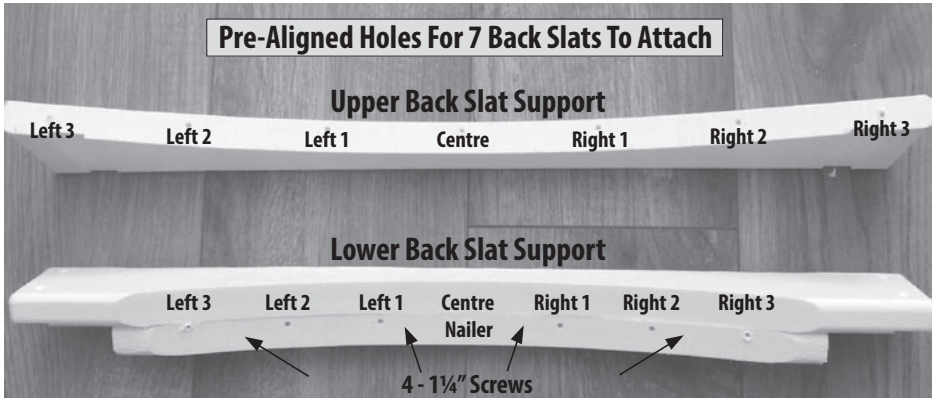 Pre-Aligned Holes For 7 Back Slats To Attach
Upper Back Slat Support
Left 3 Left 2 Left 1 Centre Right 1 Right 2 Right 3
Lower Back Slat Support
Left 3 Left 2 Left 1 Centre Right 1 Right 2 Right 3
Nailer
4 - 1¼” Screws